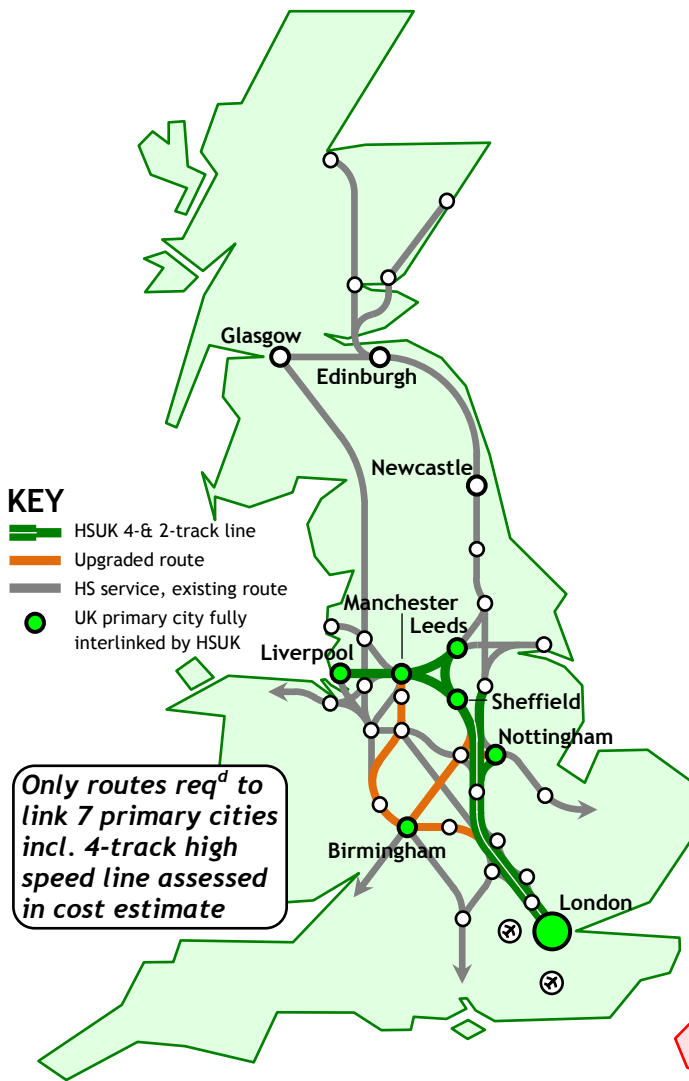 Glasgow
Edinburgh
Newcastle
KEY
HSUK 4-& 2-track line
Upgraded route
HS service, existing route
UK primary city fully
interlinked by HSUK
Manchester
Leeds
Liverpool
Sheffield
Nottingham
Only routes reqᵈ to
link 7 primary cities
incl. 4-track high
speed line assessed
in cost estimate
Birmingham
London